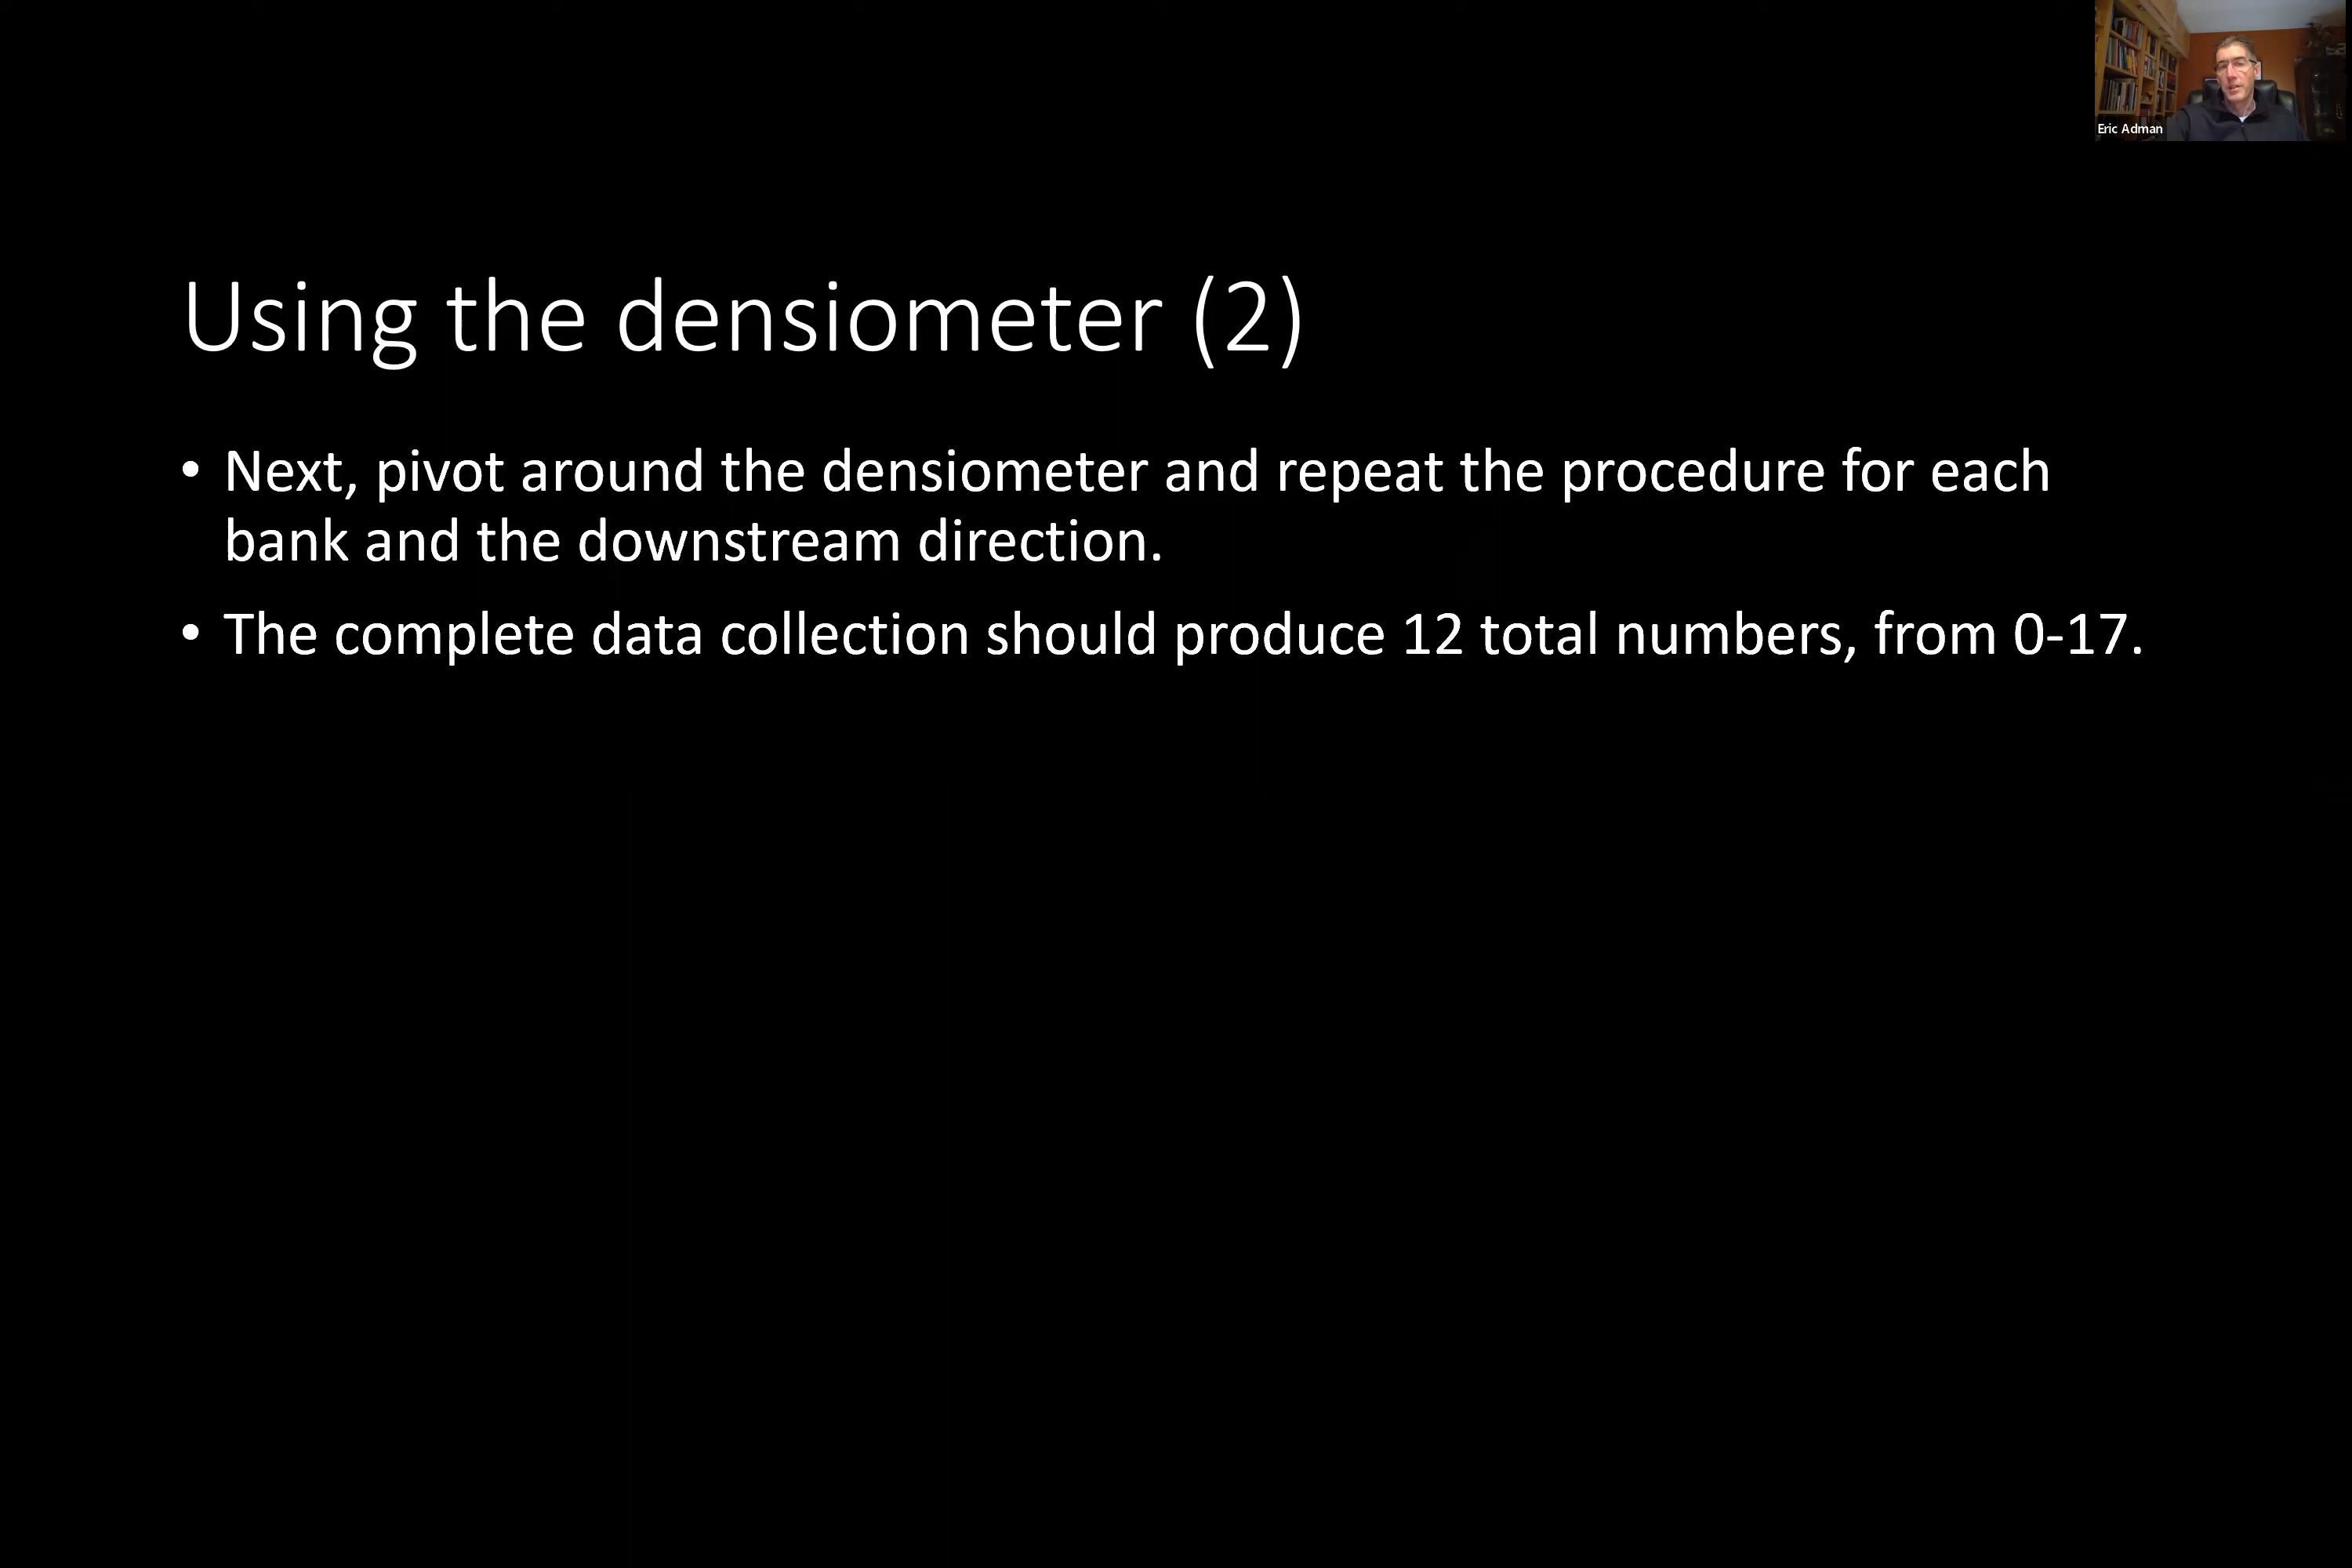 Eric Adman
Using the densiometer (2)
• Next, pivot around the densiometer and repeat the procedure for each
bank and the downstream direction.
• The complete data collection should produce 12 total numbers, from 0-17.